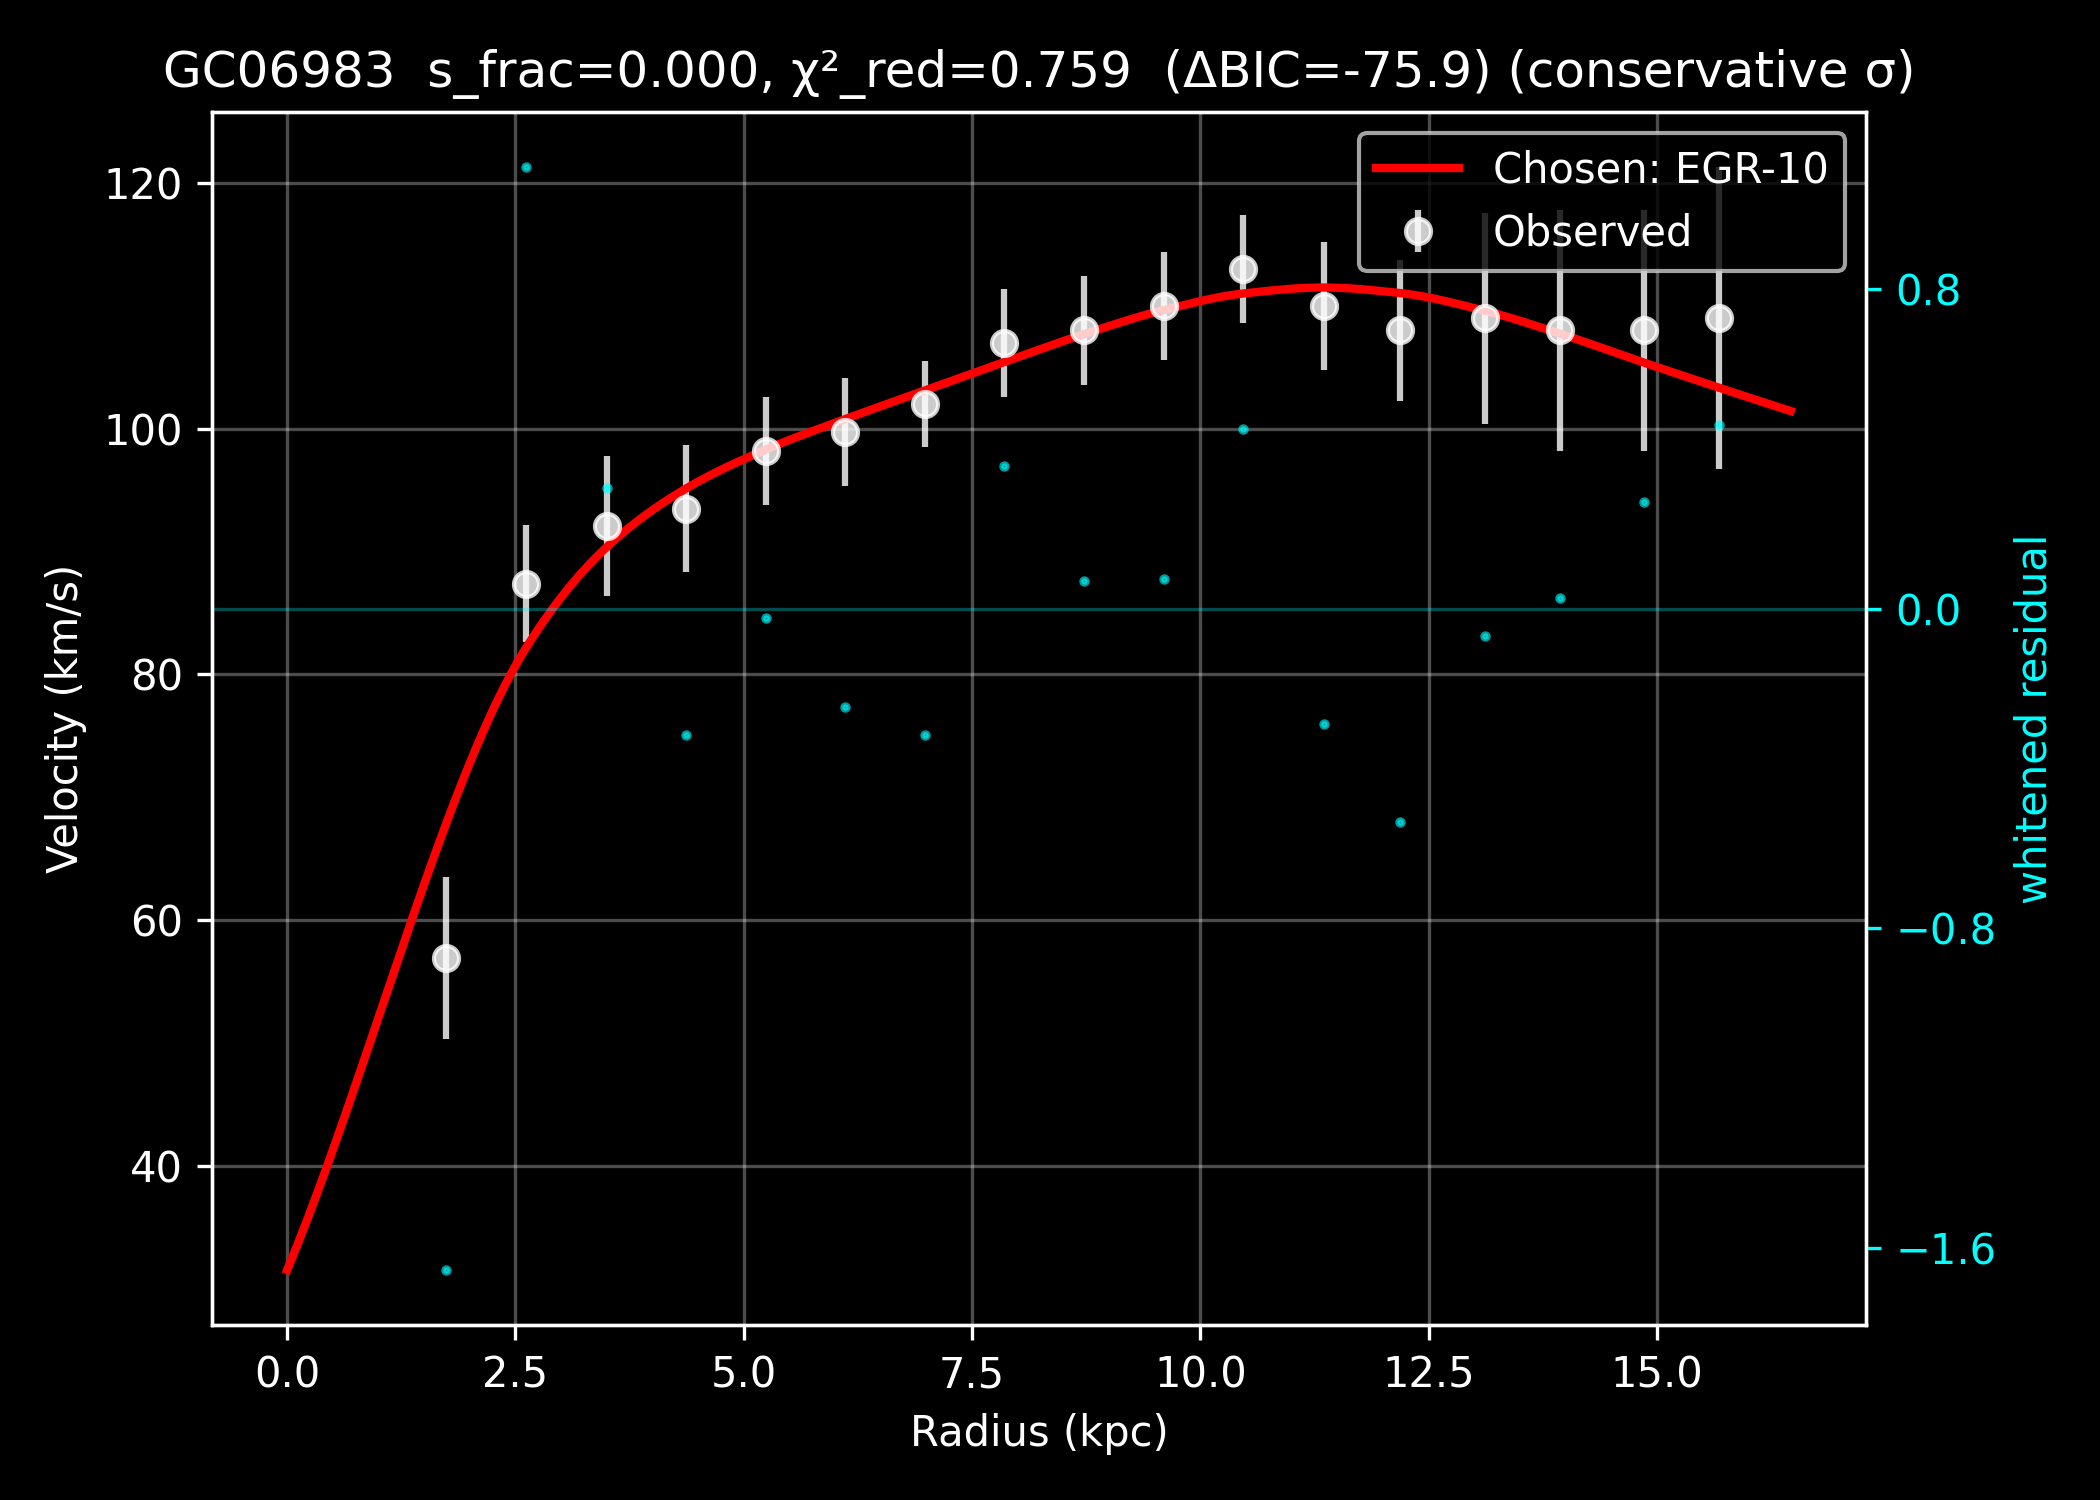 GC06983  s_frac=0.000, χ²_red=0.759  (ΔBIC=-75.9) (conservative σ)
Chosen: EGR-10
Observed
120
100
80
60
40
Velocity (km/s)
0.8
0.0
−0.8
−1.6
whitened residual
0.0
2.5
5.0
7.5
10.0
12.5
15.0
Radius (kpc)